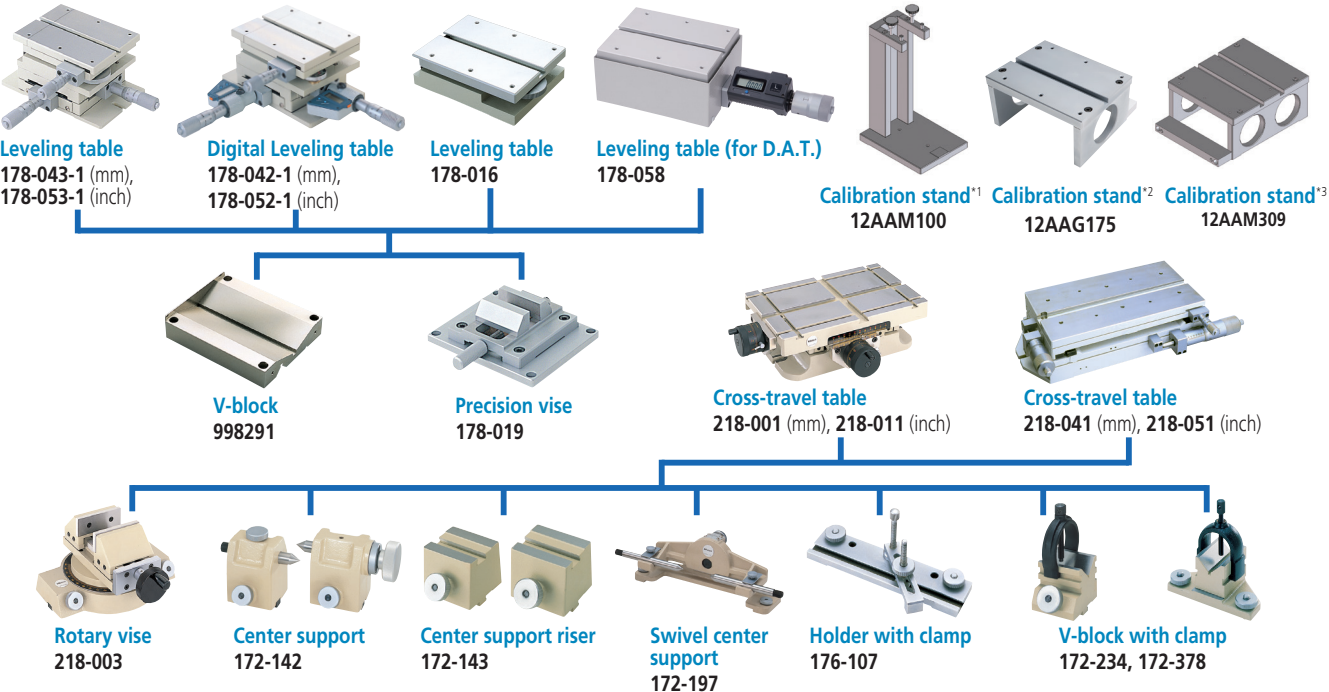 Leveling table
178-043-1 (mm),
178-053-1 (inch)
Digital Leveling table
178-042-1 (mm),
178-052-1 (inch)
Leveling table
178-016
Leveling table (for D.A.T.)
178-058
Calibration stand*1
12AAM100
Calibration stand*2
12AAG175
Calibration stand*3
12AAM309
V-block
998291
Precision vise
178-019
Cross-travel table
218-001 (mm), 218-011 (inch)
Cross-travel table
218-041 (mm), 218-051 (inch)
Rotary vise
218-003
Center support
172-142
Center support riser
172-143
Swivel center
support
172-197
Holder with clamp
176-107
V-block with clamp
172-234, 172-378